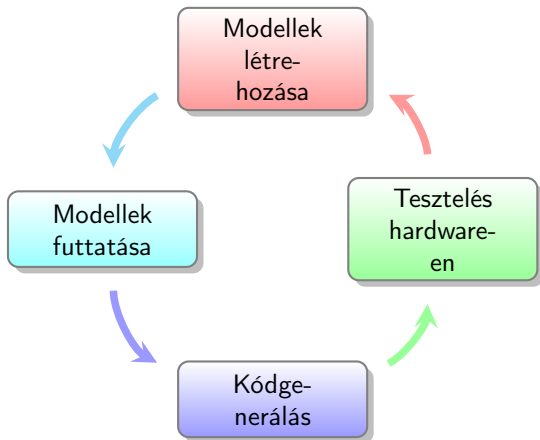 Modellek
létre-
hozása
Modellek
futtatása
Tesztelés
hardware-
en
Kódge-
nerálás